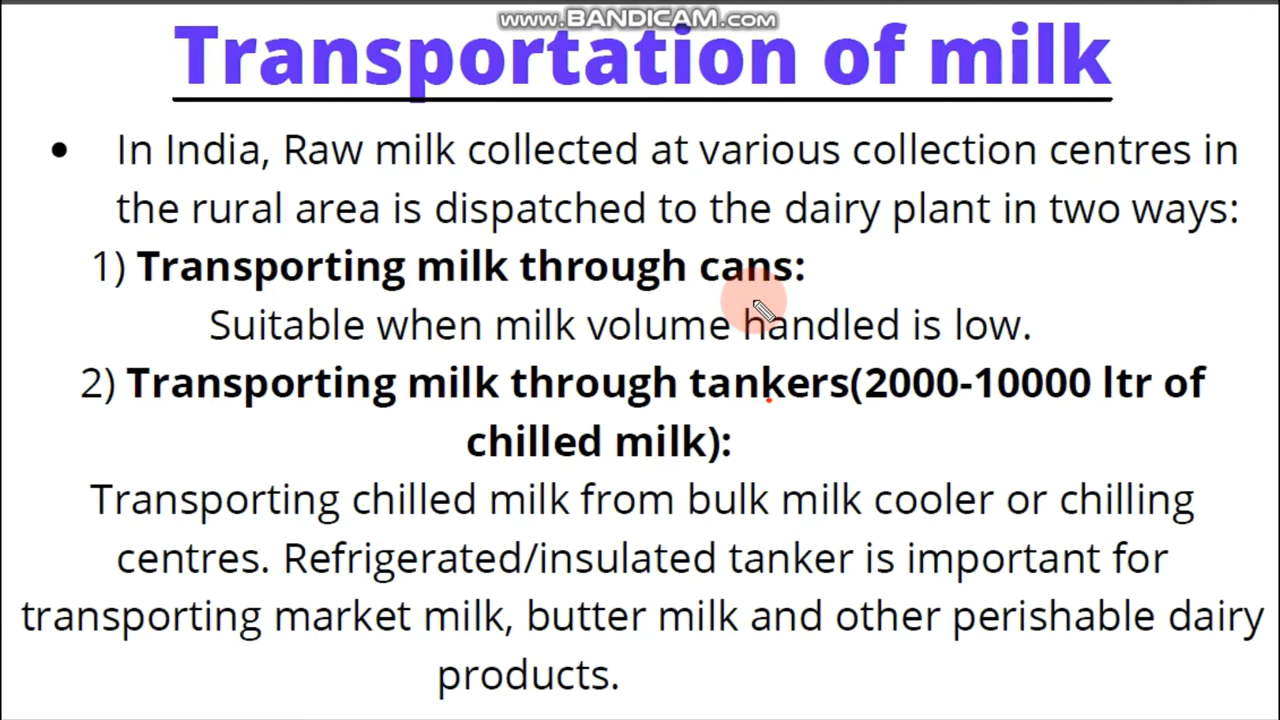 www.BANDICAM.com
Transportation of milk
• In India, Raw milk collected at various collection centres in
the rural area is dispatched to the dairy plant in two ways:
1) Transporting milk through cans:
Suitable when milk volume handled is low.
2) Transporting milk through tankers(2000-10000 ltr of
chilled milk):
Transporting chilled milk from bulk milk cooler or chilling
centres. Refrigerated/insulated tanker is important for
transporting market milk, butter milk and other perishable dairy
products.